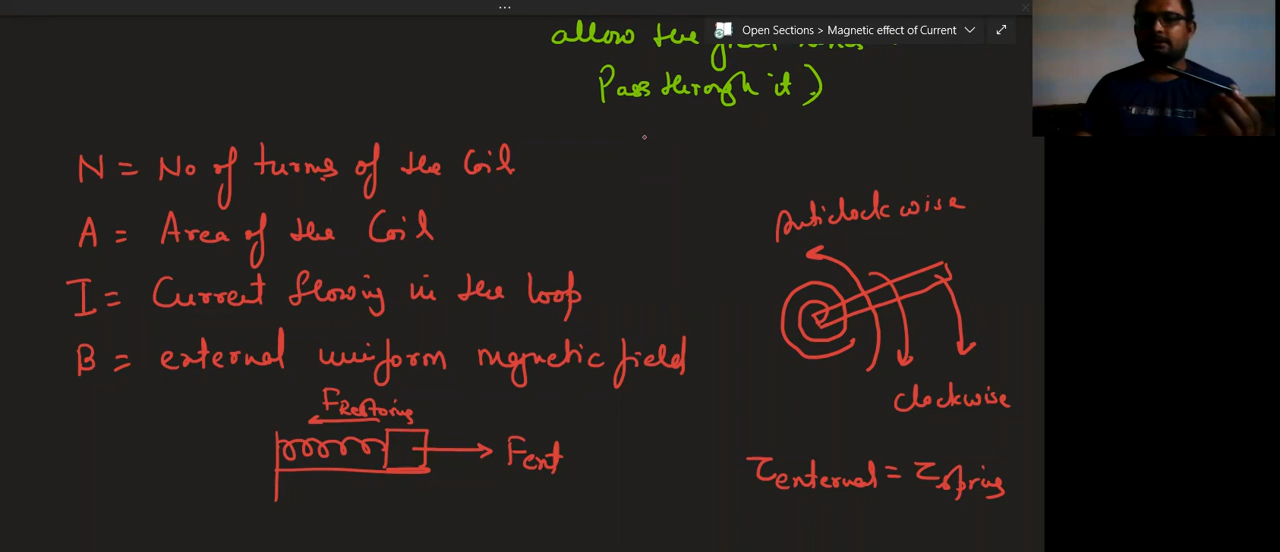 ...
allow the
Open Sections > Magnetic effect of Current
Pass through it)
N = No of turns of the Coil
A = Area of the Coil
I = Current flowing in the loop
B = external uniform magnetic field
FRestoring
Fext
Anticlockwise
clockwise
τexternal = τspring